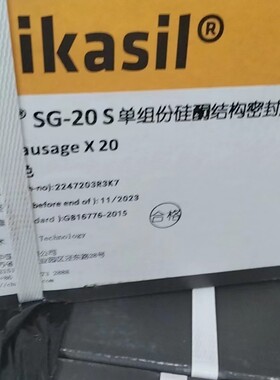 ikasil®
® SG-20 S 单组份硅酮结构密封
ausage X 20
色
no):2247203R3K7
before end of ): 11/2023
dard ):GB16776-2015
合格
Technology